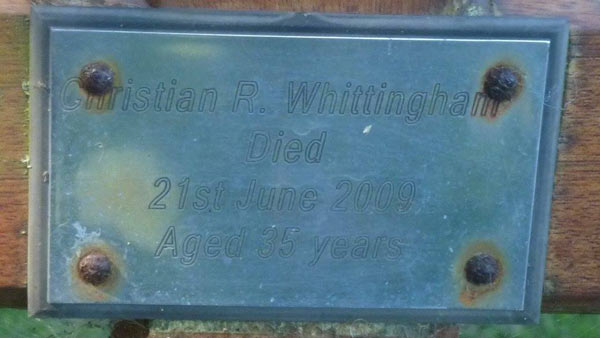 Christian R. Whittingham
Died
21st June 2009
Aged 35 years